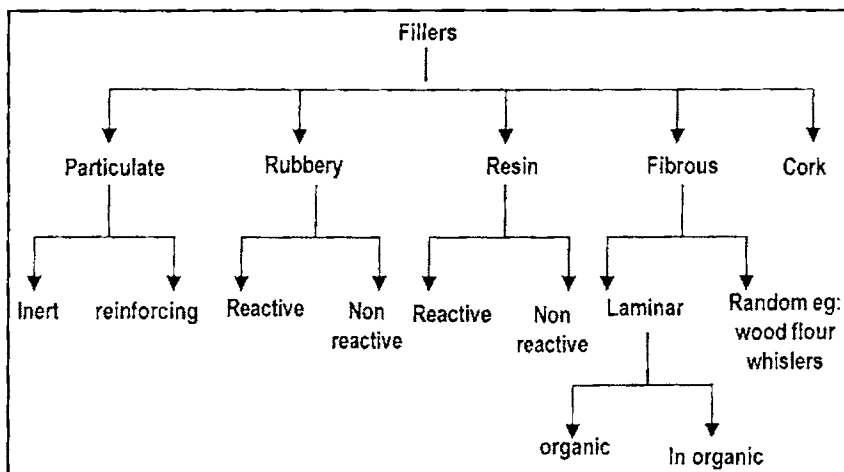 Fillers
Particulate Rubbery Resin Fibrous Cork
Inert reinforcing Reactive Non
reactive Reactive Non
reactive Laminar Random eg:
wood flour
whislers
organic In organic